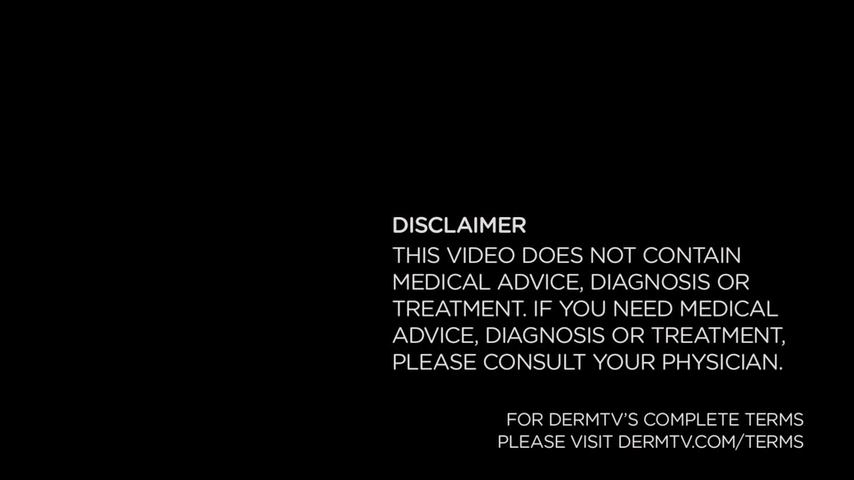 DISCLAIMER
THIS VIDEO DOES NOT CONTAIN
MEDICAL ADVICE, DIAGNOSIS OR
TREATMENT. IF YOU NEED MEDICAL
ADVICE, DIAGNOSIS OR TREATMENT,
PLEASE CONSULT YOUR PHYSICIAN.
FOR DERMTV'S COMPLETE TERMS
PLEASE VISIT DERMTV.COM/TERMS